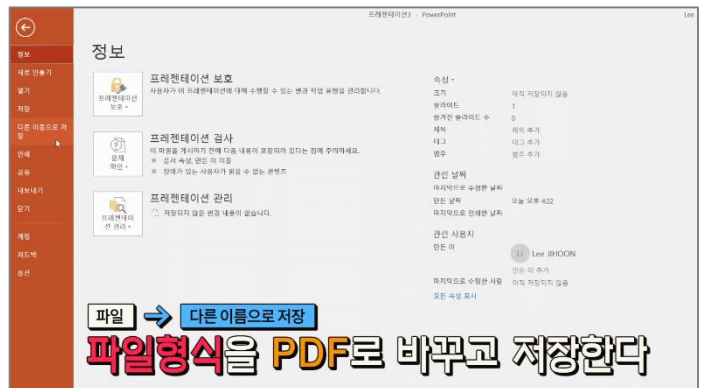 프레젠테이션3 - PowerPoint
Lee
정보
새로 만들기
열기
저장
다른 이름으로 저
장
인쇄
공유
내보내기
닫기
계정
피드백
옵션
정보
프레젠테이션
보호
프레젠테이션 보호
사용자가 이 프레젠테이션에 대해 수행할 수 있는 변경 작업 유형을 관리합니다.
문제
확인
프레젠테이션 검사
이 파일을 게시하기 전에 다음 내용이 포함되어 있다는 점에 주의하세요.
문서 속성, 만든 이 이름
장애가 있는 사용자가 읽을 수 없는 콘텐츠
프레젠테이
션 관리
프레젠테이션 관리
저장되지 않은 변경 내용이 없습니다.
속성
크기 아직 저장되지 않음
슬라이드 1
숨겨진 슬라이드 수 0
제목 제목 추가
태그 태그 추가
범주 범주 추가
관련 날짜
마지막으로 수정한 날짜
만든 날짜 오늘 오후 4:22
마지막으로 인쇄한 날짜
관련 사용자
만든 이 LJ Lee JIHOON
만든 이 추가
마지막으로 수정한 사람 아직 저장되지 않음
모든 속성 표시
파일 다른 이름으로 저장
파일형식을 PDF로 바꾸고 저장한다